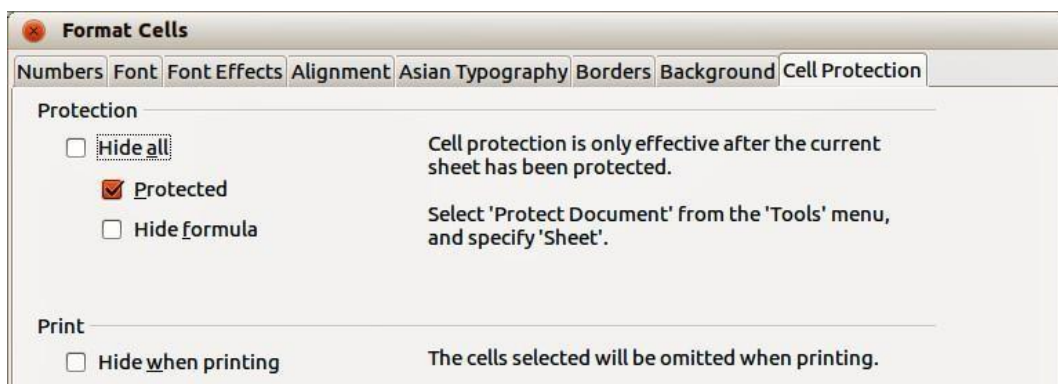 Format Cells
Numbers Font Font Effects Alignment Asian Typography Borders Background Cell Protection
Protection
Hide all
Cell protection is only effective after the current
sheet has been protected.
Protected
Select 'Protect Document' from the 'Tools' menu,
and specify 'Sheet'.
Hide formula
Print
Hide when printing
The cells selected will be omitted when printing.